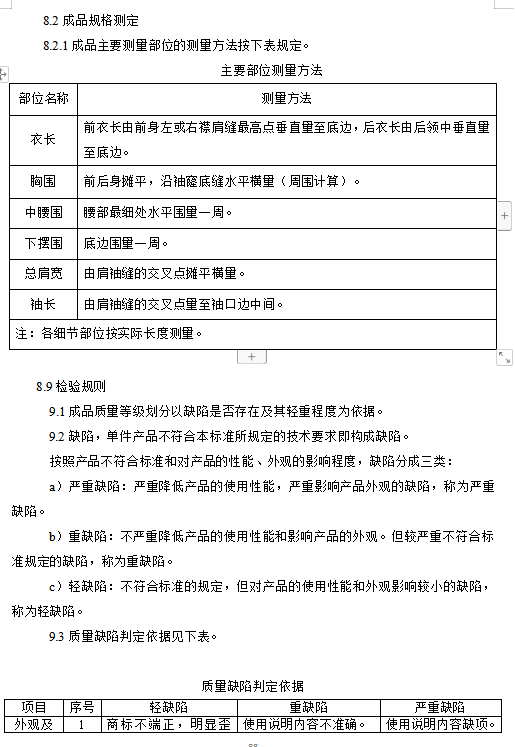 8.2 成品规格测定
8.2.1 成品主要测量部位的测量方法按下表规定。
主要部位测量方法
部位名称 测量方法
衣长 前衣长由前身左或右襟肩缝最高点垂直量至底边，后衣长由后领中垂直量
至底边。
胸围 前后身摊平，沿袖窿底缝水平横量（周围计算）。
中腰围 腰部最细处水平围量一周。
下摆围 底边围量一周。
总肩宽 由肩袖缝的交叉点摊平横量。
袖长 由肩袖缝的交叉点量至袖口边中间。
注：各细节部位按实际长度测量。
8.9 检验规则
9.1 成品质量等级划分以缺陷是否存在及其轻重程度为依据。
9.2 缺陷，单件产品不符合本标准所规定的技术要求即构成缺陷。
按照产品不符合标准和对产品的性能、外观的影响程度，缺陷分成三类：
a）严重缺陷：严重降低产品的使用性能，严重影响产品外观的缺陷，称为严重
缺陷。
b）重缺陷：不严重降低产品的使用性能和影响产品的外观。但较严重不符合标
准规定的缺陷，称为重缺陷。
c）轻缺陷：不符合标准的规定，但对产品的使用性能和外观影响较小的缺陷，
称为轻缺陷。
9.3 质量缺陷判定依据见下表。
质量缺陷判定依据
项目 序号 轻缺陷 重缺陷 严重缺陷
外观及 1 商标不端正，明显歪 使用说明内容不准确。 使用说明内容缺项。